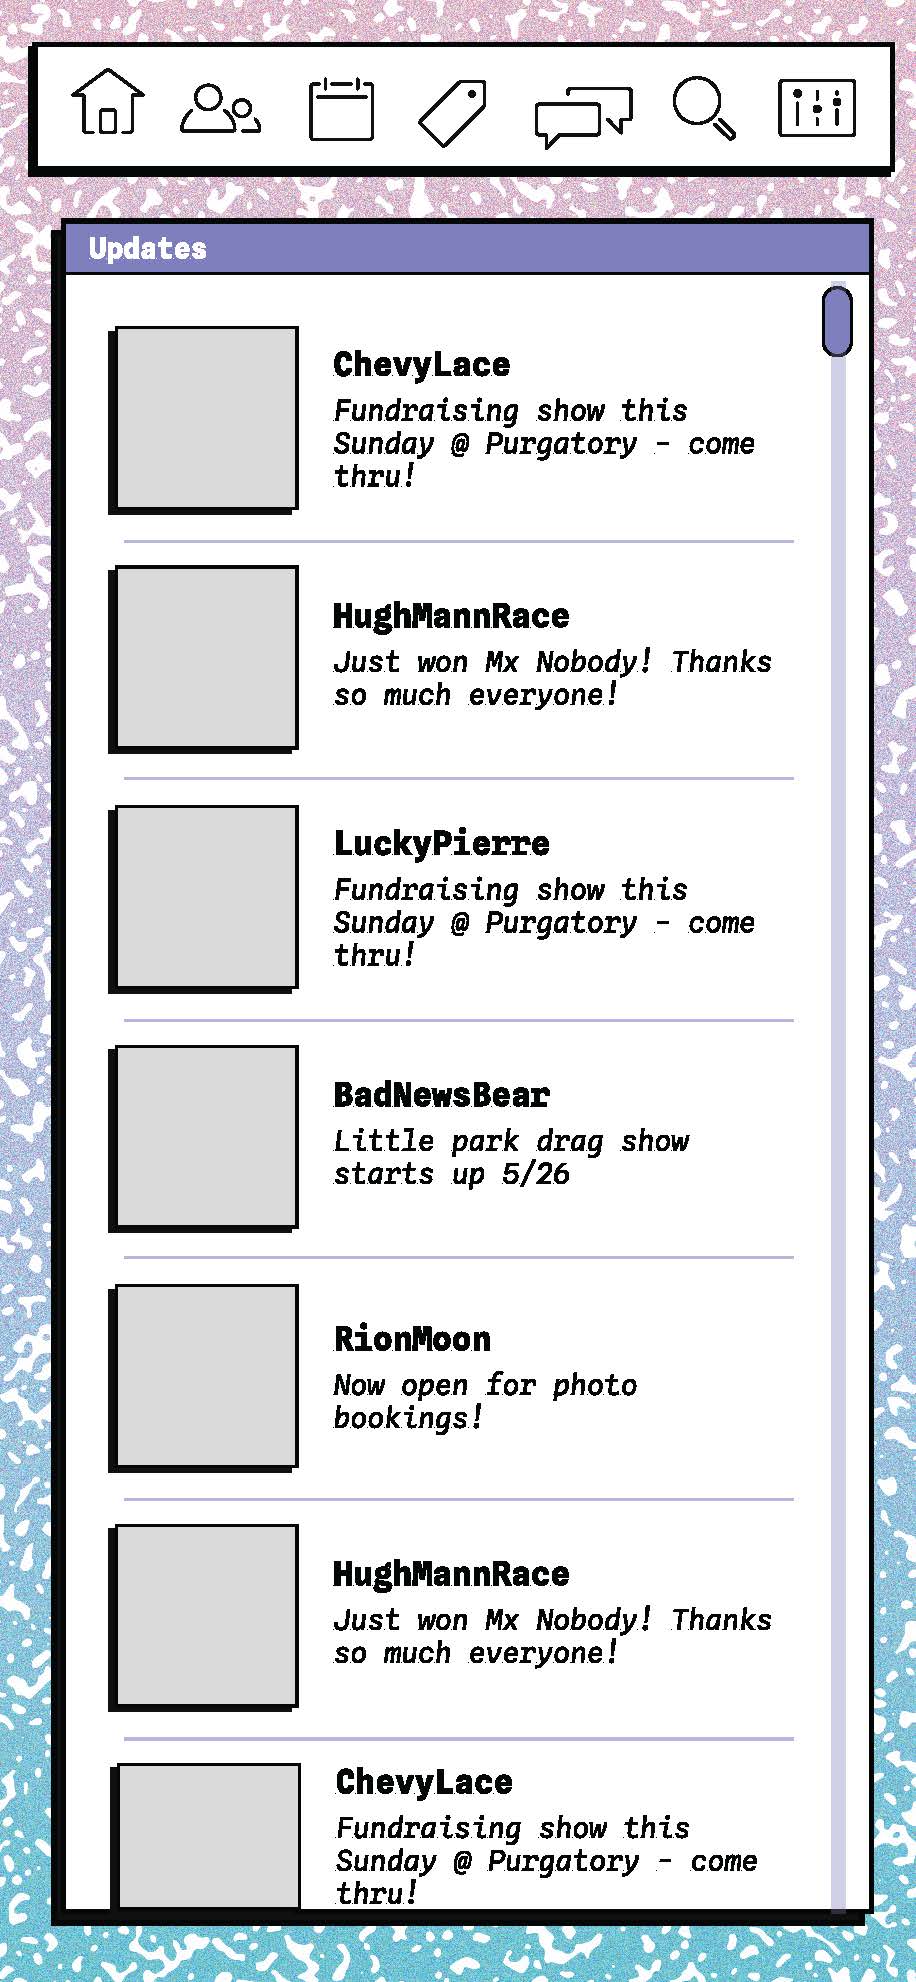 Updates
ChevyLace
Fundraising show this
Sunday @ Purgatory - come
thru!
HughMannRace
Just won Mx Nobody! Thanks
so much everyone!
LuckyPierre
Fundraising show this
Sunday @ Purgatory - come
thru!
BadNewsBear
Little park drag show
starts up 5/26
RionMoon
Now open for photo
bookings!
HughMannRace
Just won Mx Nobody! Thanks
so much everyone!
ChevyLace
Fundraising show this
Sunday @ Purgatory - come
thru!